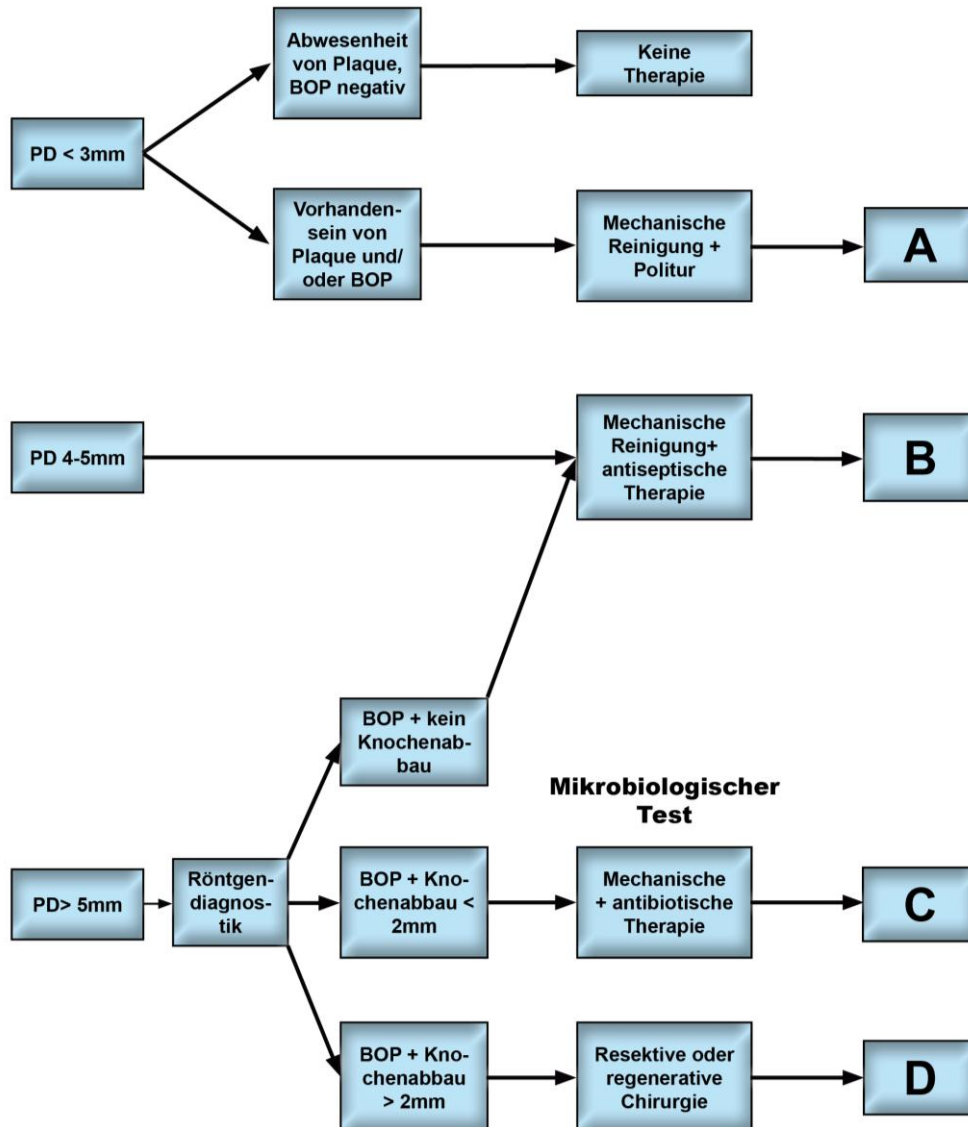 Abwesenheit
von Plaque,
BOP negativ
Keine
Therapie
PD < 3mm
Vorhanden-
sein von
Plaque und/
oder BOP
Mechanische
Reinigung +
Politur
A
PD 4-5mm
Mechanische
Reinigung+
antiseptische
Therapie
B
BOP + kein
Knochenab-
bau
Mikrobiologischer
Test
PD> 5mm
Röntgen-
diagnos-
tik
BOP + Kno-
chenabbau <
2mm
Mechanische
+ antibiotische
Therapie
C
BOP + Kno-
chenabbau
> 2mm
Resektive oder
regenerative
Chirurgie
D